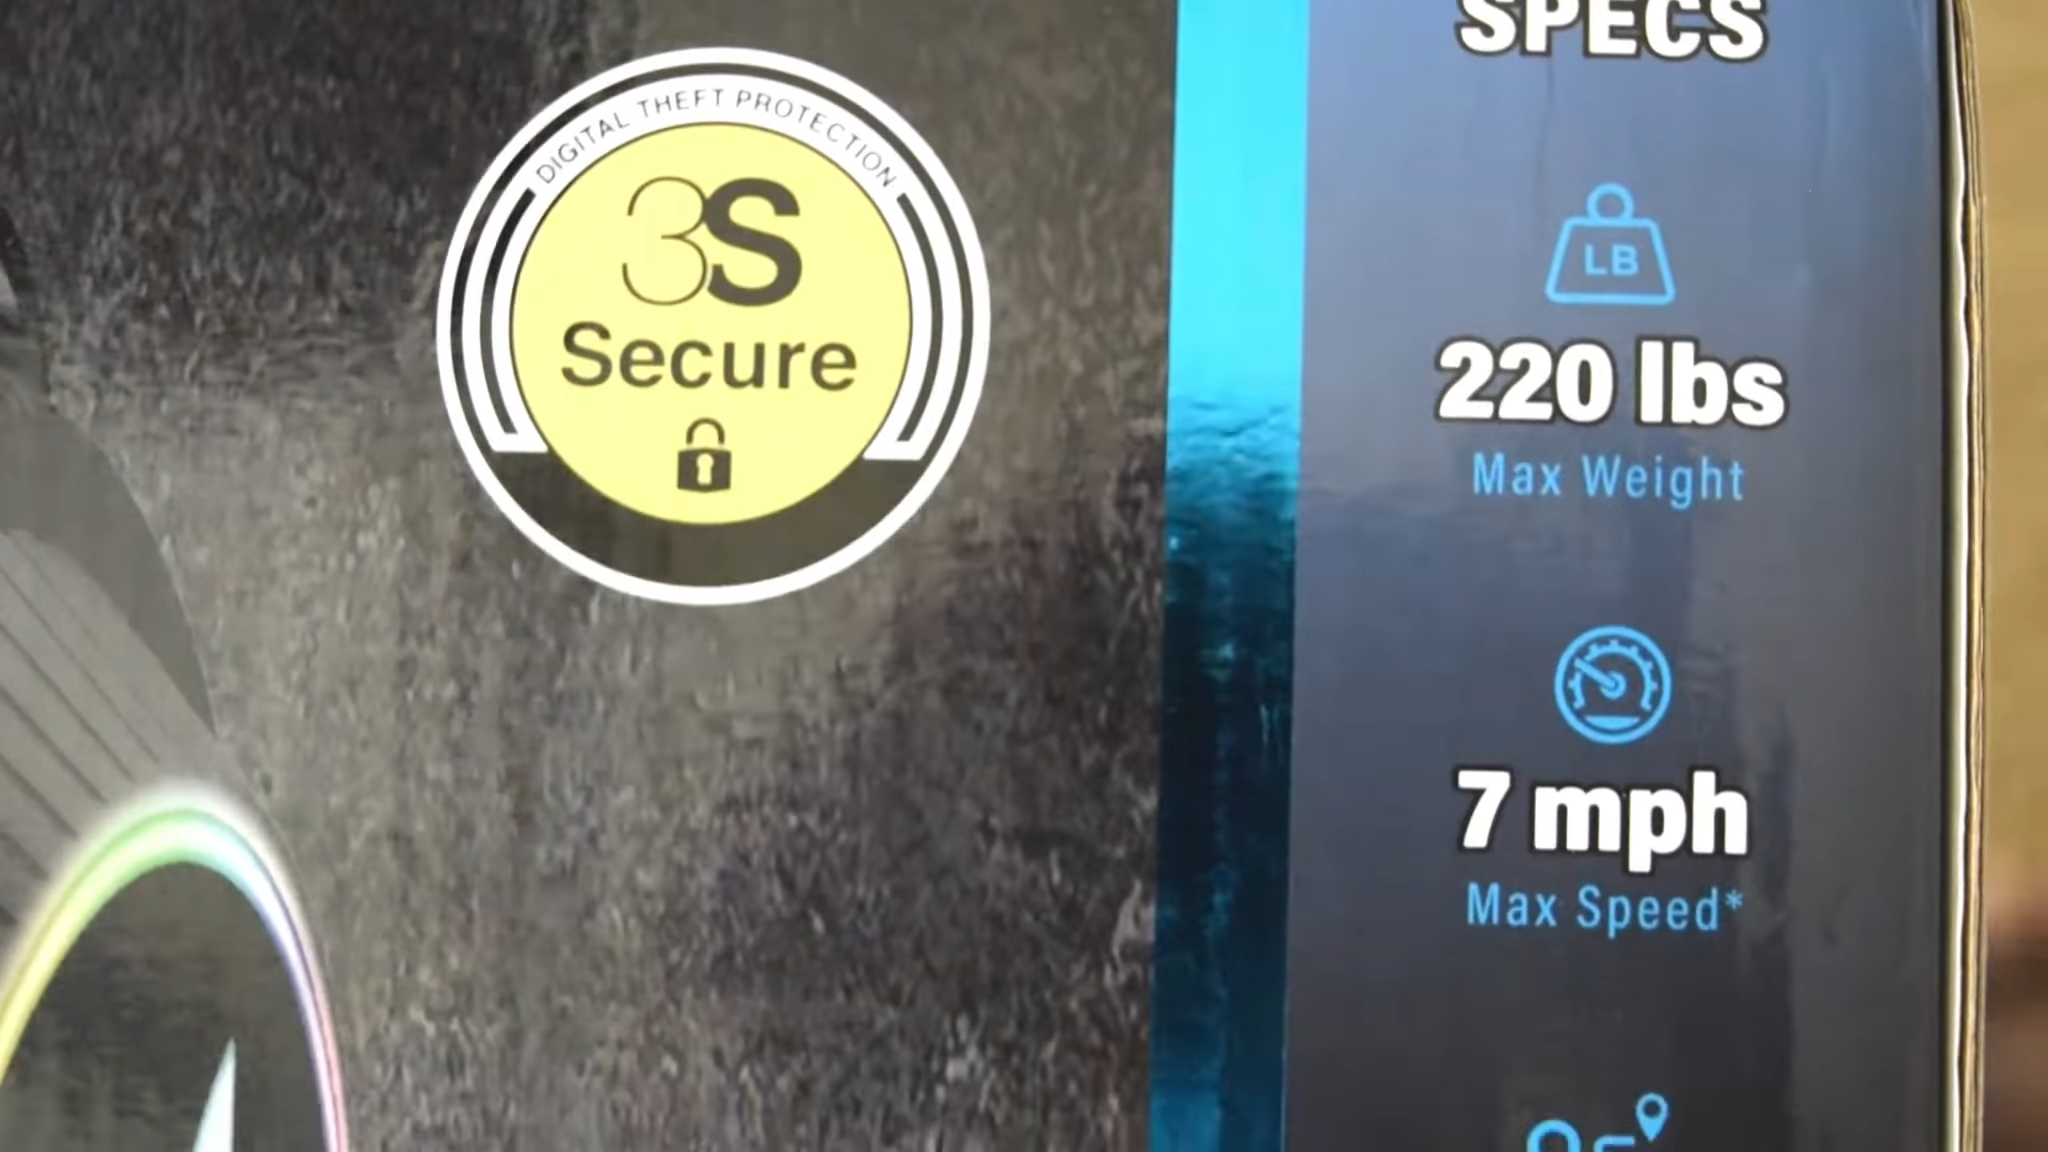 DIGITAL THEFT PROTECTION
3S
Secure
SPECS
LB
220 lbs
Max Weight
7 mph
Max Speed*